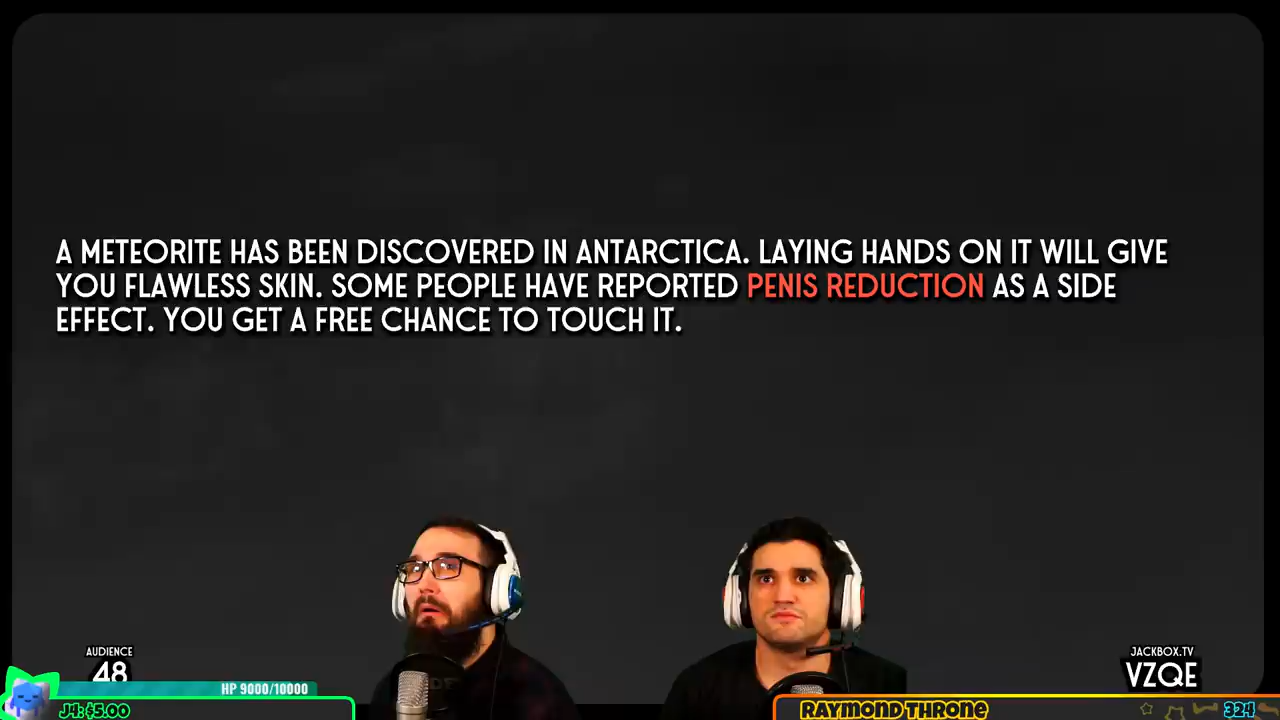 A METEORITE HAS BEEN DISCOVERED IN ANTARCTICA. LAYING HANDS ON IT WILL GIVE
YOU FLAWLESS SKIN. SOME PEOPLE HAVE REPORTED PENIS REDUCTION AS A SIDE
EFFECT. YOU GET A FREE CHANCE TO TOUCH IT.
AUDIENCE
48
JACKBOX.TV
VZQE
HP 9000/10000
J4: $5.00
RAYMOND THRONE
324